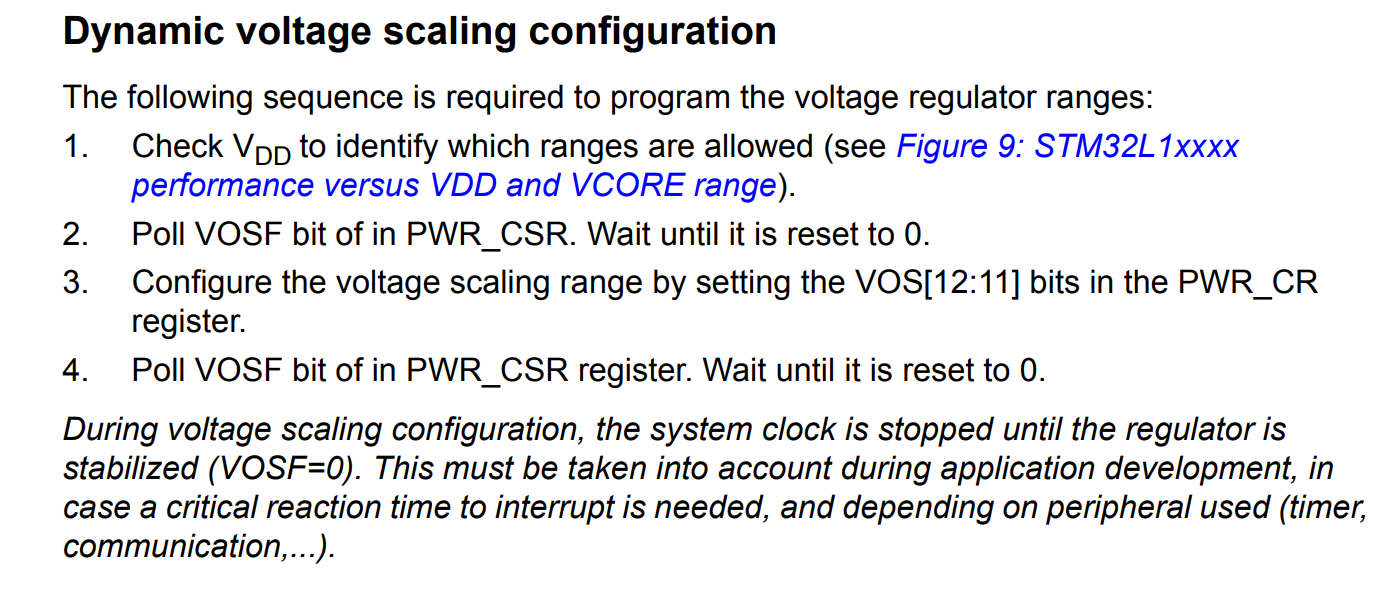 Dynamic voltage scaling configuration
The following sequence is required to program the voltage regulator ranges:
1. Check VDD to identify which ranges are allowed (see Figure 9: STM32L1xxxx
performance versus VDD and VCORE range).
2. Poll VOSF bit of in PWR_CSR. Wait until it is reset to 0.
3. Configure the voltage scaling range by setting the VOS[12:11] bits in the PWR_CR
register.
4. Poll VOSF bit of in PWR_CSR register. Wait until it is reset to 0.
During voltage scaling configuration, the system clock is stopped until the regulator is
stabilized (VOSF=0). This must be taken into account during application development, in
case a critical reaction time to interrupt is needed, and depending on peripheral used (timer,
communication,...).